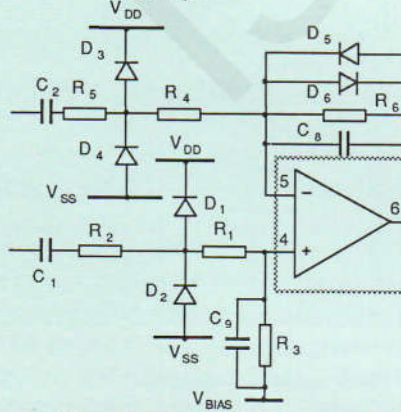 V_DD
D_5
D_3
D_6
C_2 R_5 R_4 R_6
C_8
D_4
V_DD
V_SS
5 −
D_1
6
R_2 R_1 4 +
C_1
D_2
C_9
R_3
V_SS
V_BIAS